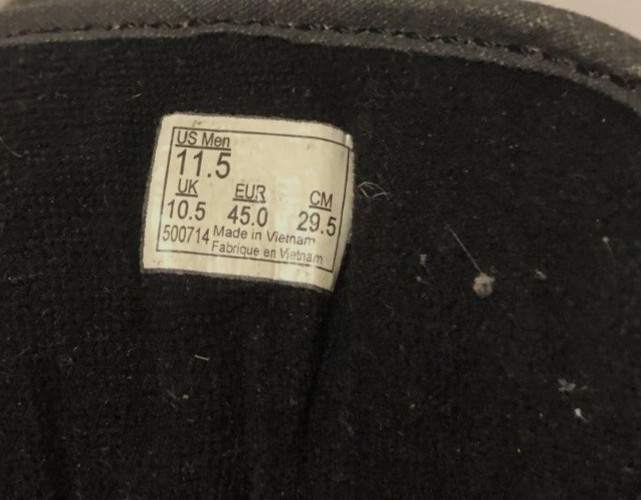 US Men
11.5
UK EUR CM
10.5 45.0 29.5
500714 Made in Vietnam
Fabrique en Vietnam